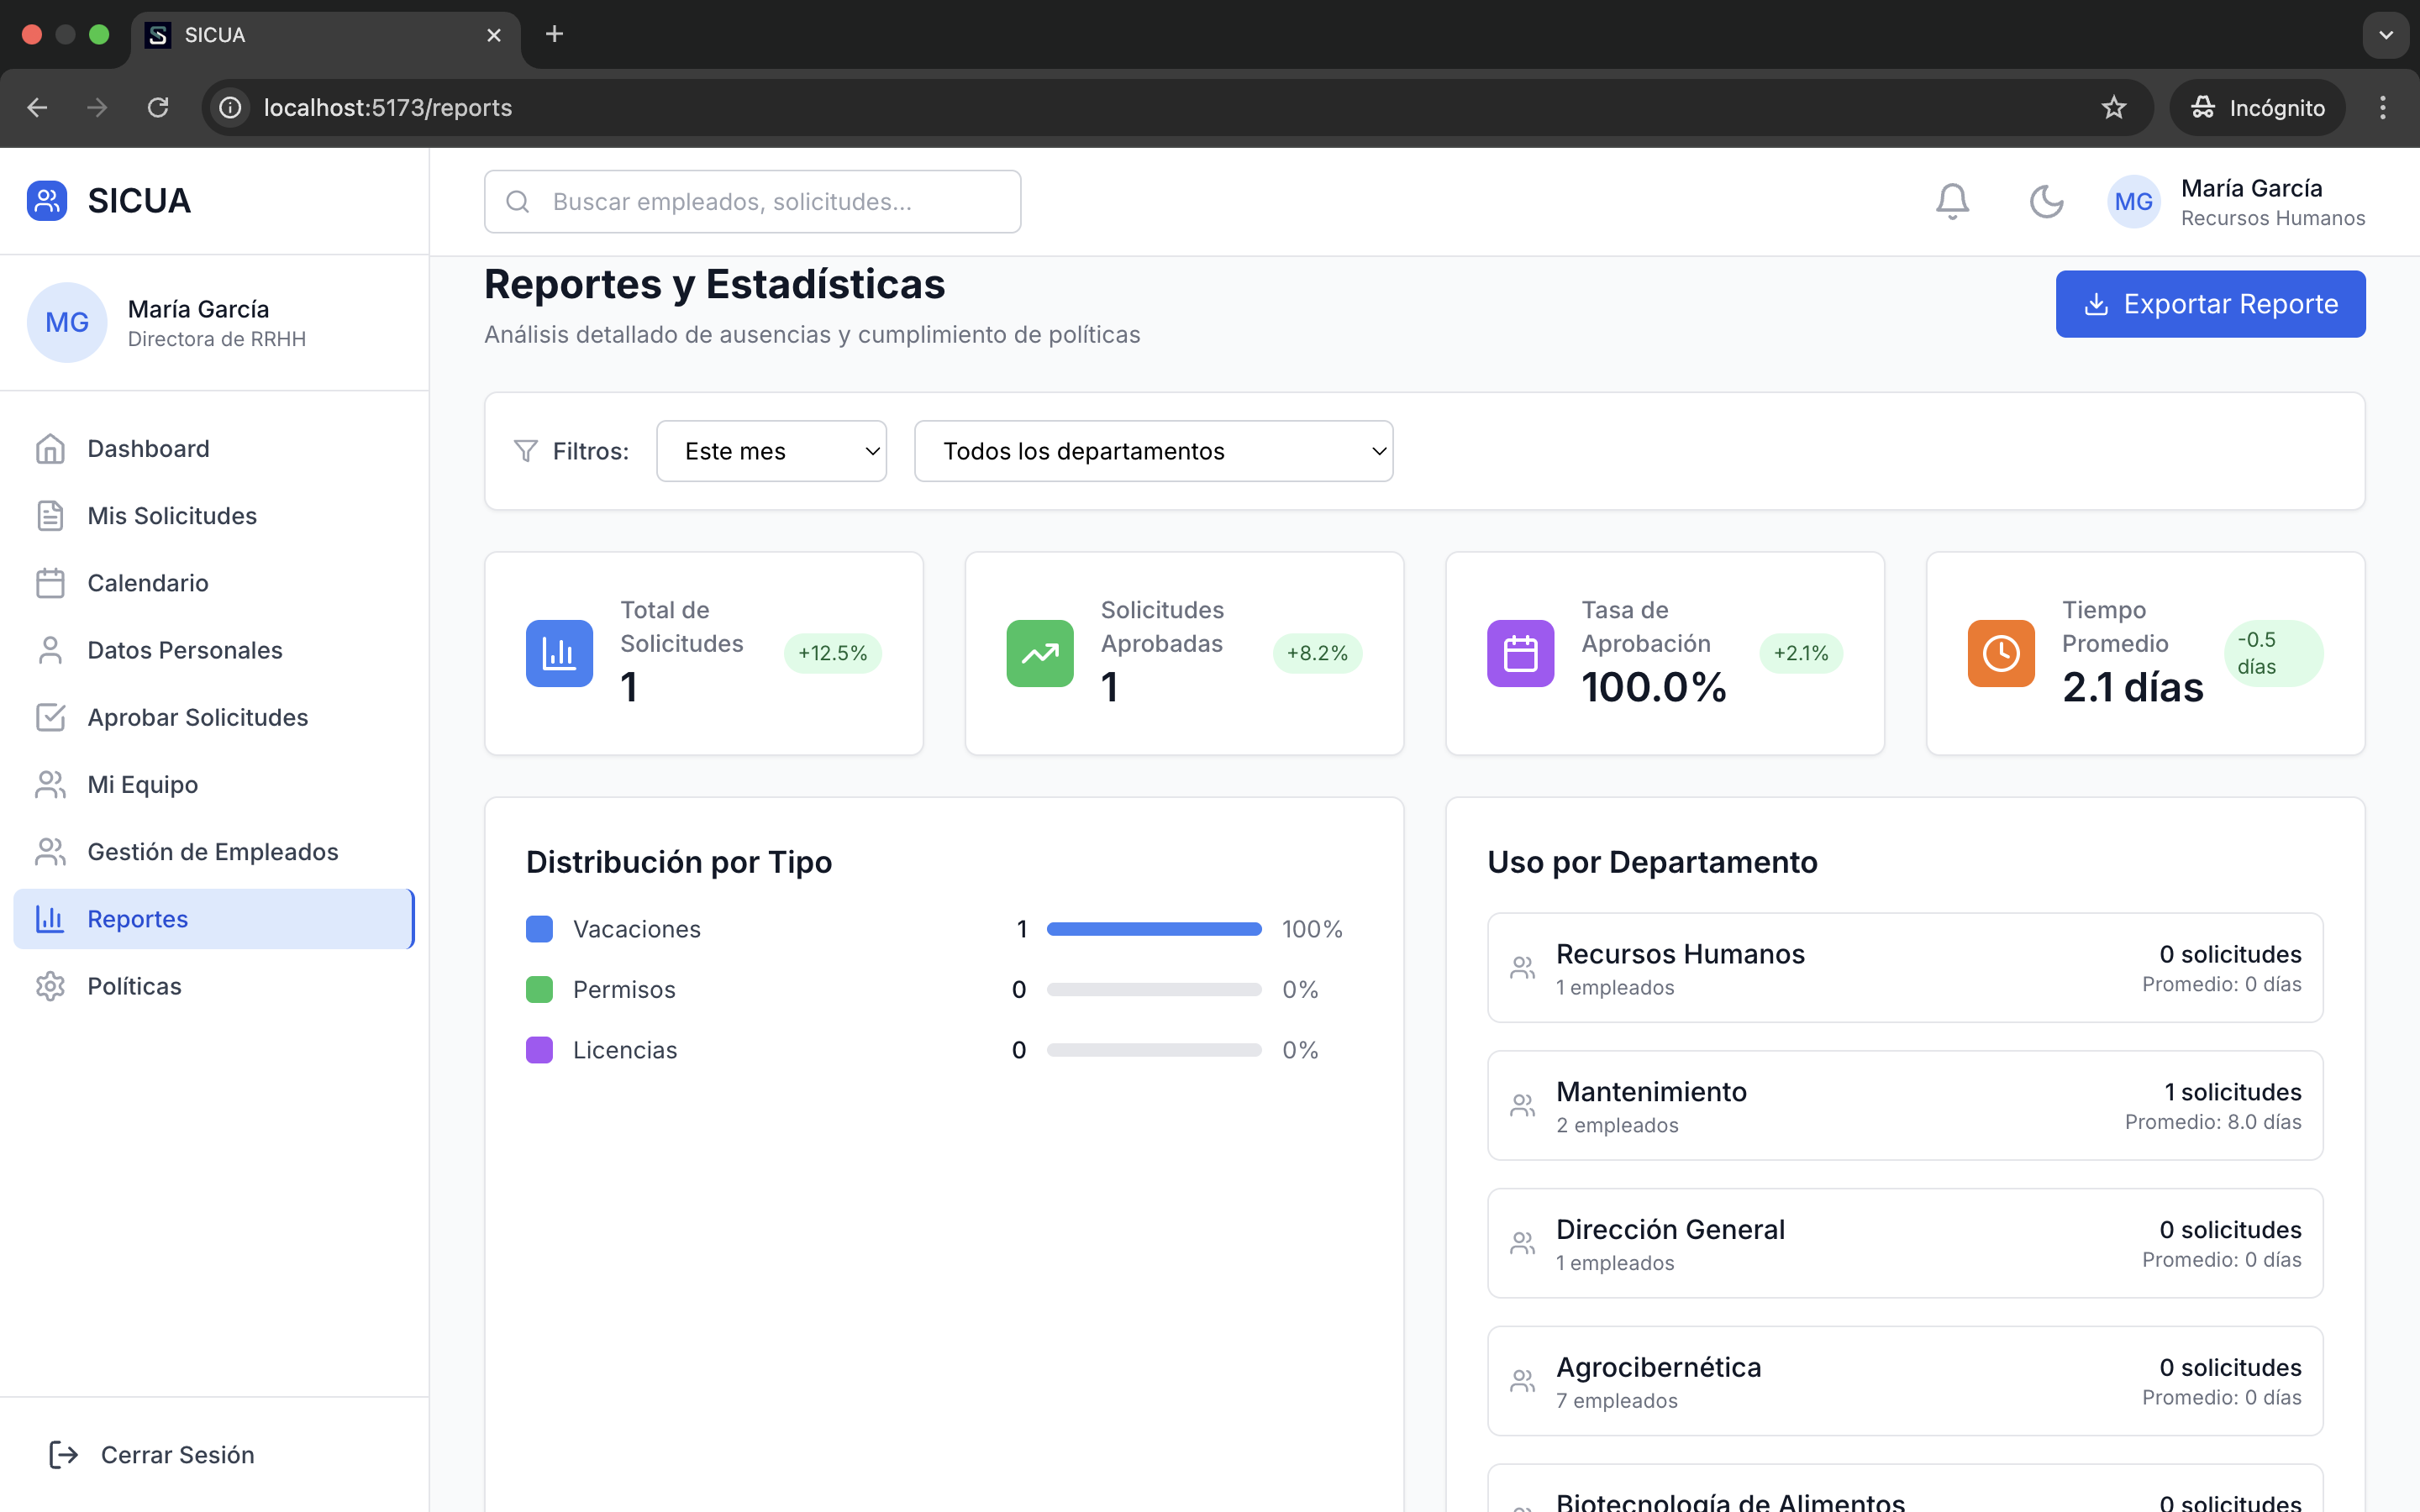 SICUA
localhost:5173/reports
Incógnito
SICUA
Buscar empleados, solicitudes...
MG
María García
Recursos Humanos
MG
María García
Directora de RRHH
Dashboard
Mis Solicitudes
Calendario
Datos Personales
Aprobar Solicitudes
Mi Equipo
Gestión de Empleados
Reportes
Políticas
Cerrar Sesión
Reportes y Estadísticas
Análisis detallado de ausencias y cumplimiento de políticas
Exportar Reporte
Filtros:
Este mes
Todos los departamentos
Total de
Solicitudes
1
+12.5%
Solicitudes
Aprobadas
1
+8.2%
Tasa de
Aprobación
100.0%
+2.1%
Tiempo
Promedio
2.1 días
-0.5
días
Distribución por Tipo
Vacaciones 1 100%
Permisos 0 0%
Licencias 0 0%
Uso por Departamento
Recursos Humanos
1 empleados
0 solicitudes
Promedio: 0 días
Mantenimiento
2 empleados
1 solicitudes
Promedio: 8.0 días
Dirección General
1 empleados
0 solicitudes
Promedio: 0 días
Agrocibernética
7 empleados
0 solicitudes
Promedio: 0 días
Biotecnología de Alimentos
0 solicitudes